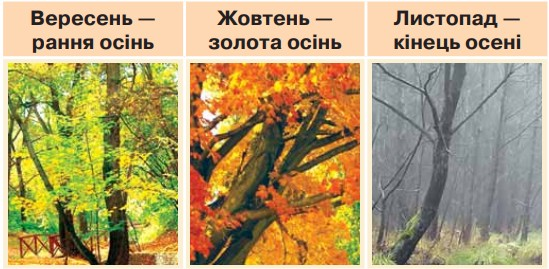 Вересень —
рання осінь
Жовтень —
золота осінь
Листопад —
кінець осені